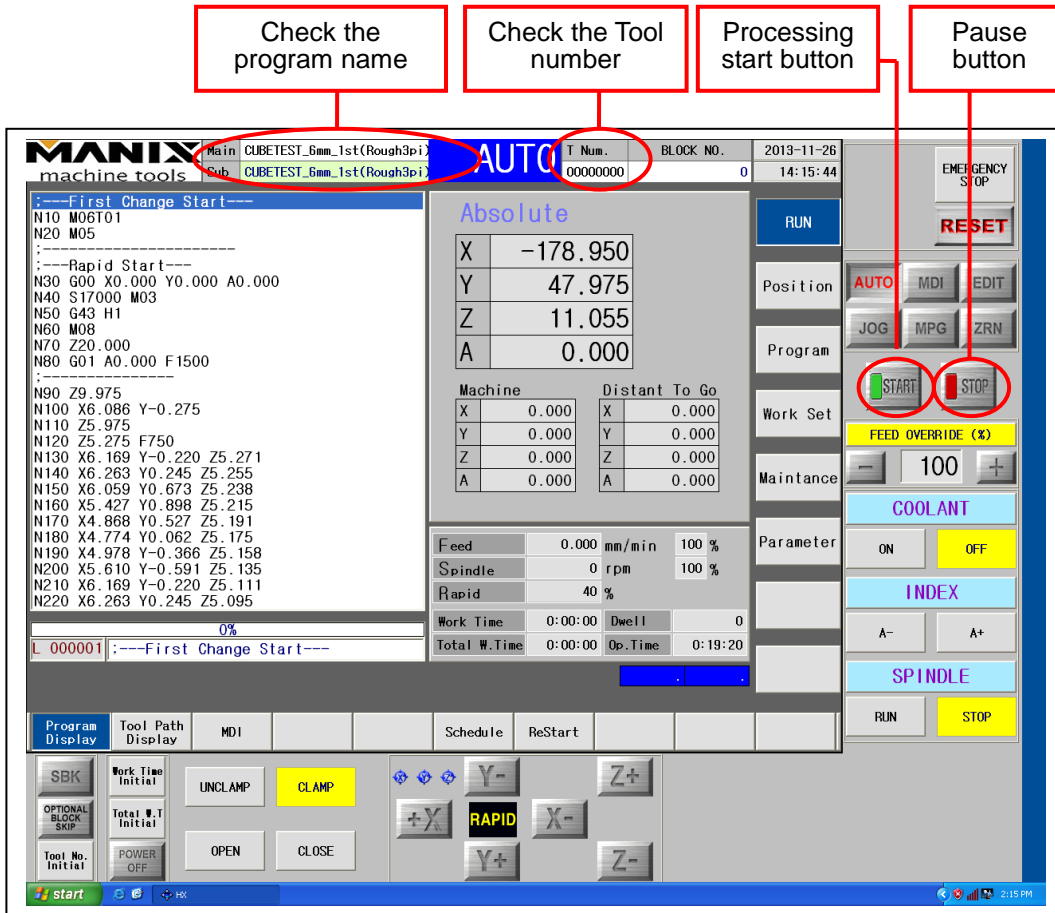 Check the
program name
Check the Tool
number
Processing
start button
Pause
button
MANIX
machine tools
Main CUBETEST_6mm_1st(Rough3pi)
Sub CUBETEST_6mm_1st(Rough3pi)
AUTO
T Num.
00000000
BLOCK NO.
0
2013-11-26
14:15:44
;---First Change Start---
N10 M06T01
N20 M05
;-----------------------
;---Rapid Start---
N30 G00 X0.000 Y0.000 A0.000
N40 S17000 M03
N50 G43 H1
N60 M08
N70 Z20.000
N80 G01 A0.000 F1500
;---------------
N90 Z9.975
N100 X6.086 Y-0.275
N110 Z5.975
N120 Z5.275 F750
N130 X6.169 Y-0.220 Z5.271
N140 X6.263 Y0.245 Z5.255
N150 X6.059 Y0.673 Z5.238
N160 X5.427 Y0.898 Z5.215
N170 X4.868 Y0.527 Z5.191
N180 X4.774 Y0.062 Z5.175
N190 X4.978 Y-0.366 Z5.158
N200 X5.610 Y-0.591 Z5.135
N210 X6.169 Y-0.220 Z5.111
N220 X6.263 Y0.245 Z5.095
0%
L 000001 ;---First Change Start---
Absolute
X -178.950
Y 47.975
Z 11.055
A 0.000
Machine
X 0.000
Y 0.000
Z 0.000
A 0.000
Distant To Go
X 0.000
Y 0.000
Z 0.000
A 0.000
Feed 0.000 mm/min 100 %
Spindle 0 rpm 100 %
Rapid 40 %
Work Time 0:00:00 Dwell 0
Total W.Time 0:00:00 Op.Time 0:19:20
. .
RUN
Position
Program
Work Set
Maintance
Parameter
EMERGENCY
STOP
RESET
AUTO MDI EDIT
JOG MPG ZRN
START STOP
FEED OVERRIDE (%)
- 100 +
COOLANT
ON OFF
INDEX
A- A+
SPINDLE
RUN STOP
Program
Display
Tool Path
Display
MDI
Schedule
ReStart
SBK
OPTIONAL
BLOCK
SKIP
Tool No.
Initial
Work Time
Initial
Total W.T
Initial
POWER
OFF
UNCLAMP CLAMP
OPEN CLOSE
X Y Z
Y-
Z+
+X RAPID X-
Y+
Z-
start
HX
2:15 PM